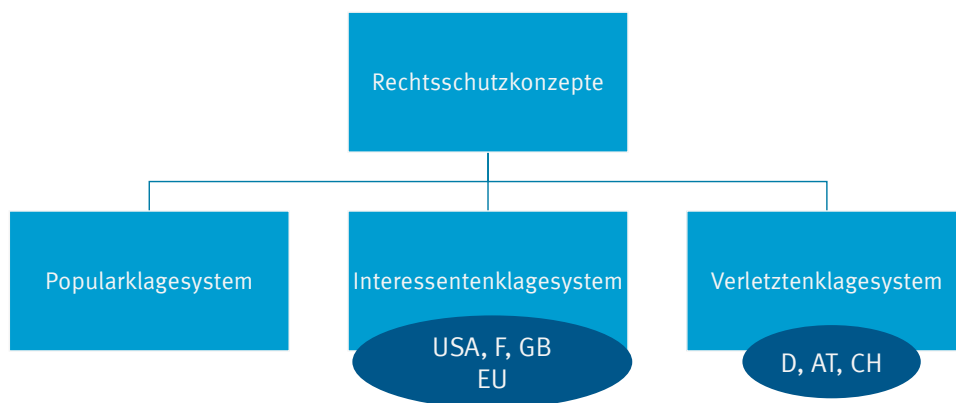 Rechtsschutzkonzepte
Popularklagesystem
Interessentenklagesystem
Verletztenklagesystem
USA, F, GB
EU
D, AT, CH